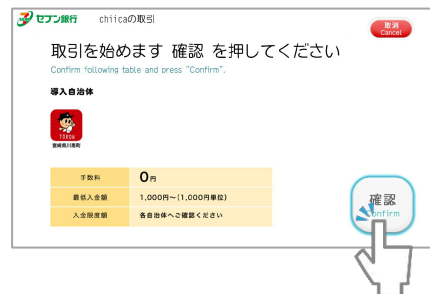 セブン銀行 chiicaの取引
取消
Cancel
取引を始めます 確認 を押してください
Confirm following table and press "Confirm".
導入自治体
TOKOU
宮崎県川南町
手数料 0円
最低入金額 1,000円〜(1,000円単位)
入金限度額 各自治体へご確認ください
確認
Confirm